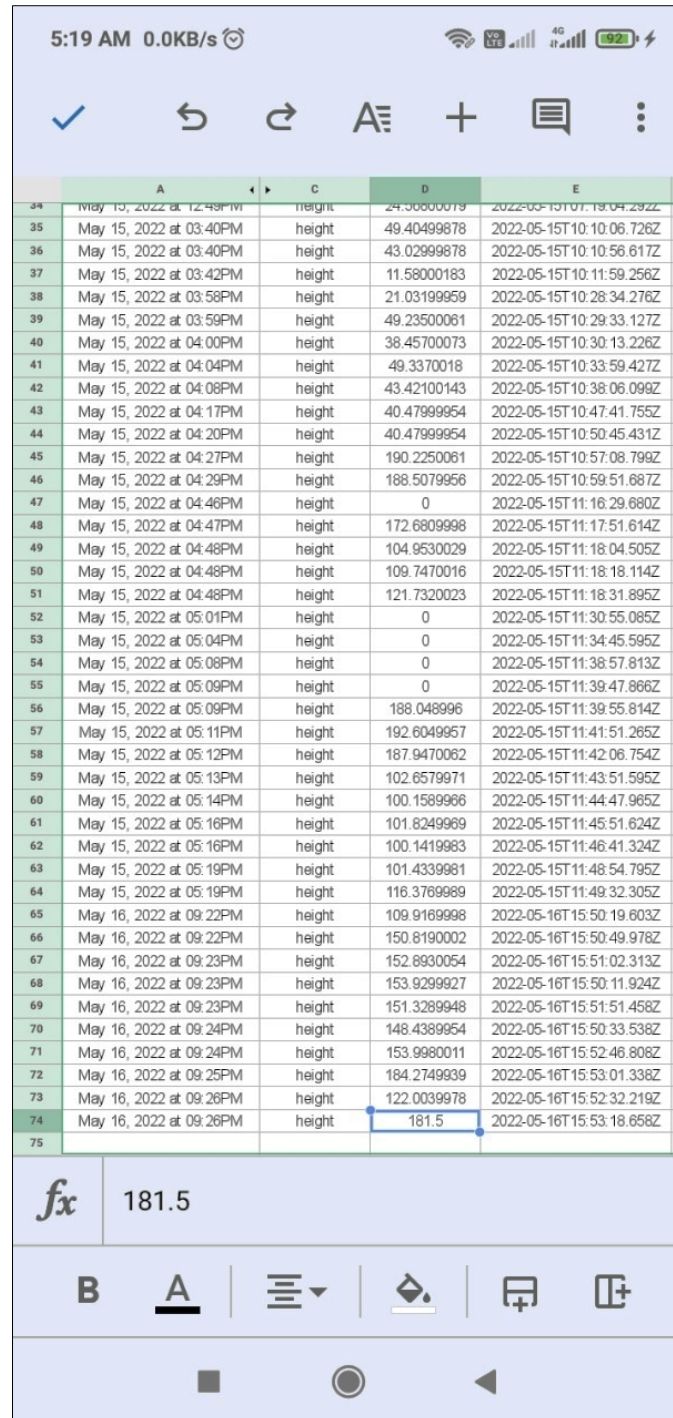 5:19 AM 0.0KB/s Vo LTE 4G 92
A C D E
34 May 15, 2022 at 12:49PM height 24.56800079 2022-05-15T07:19:04.292Z
35 May 15, 2022 at 03:40PM height 49.40499878 2022-05-15T10:10:06.726Z
36 May 15, 2022 at 03:40PM height 43.02999878 2022-05-15T10:10:56.617Z
37 May 15, 2022 at 03:42PM height 11.58000183 2022-05-15T10:11:59.256Z
38 May 15, 2022 at 03:58PM height 21.03199959 2022-05-15T10:28:34.276Z
39 May 15, 2022 at 03:59PM height 49.23500061 2022-05-15T10:29:33.127Z
40 May 15, 2022 at 04:00PM height 38.45700073 2022-05-15T10:30:13.226Z
41 May 15, 2022 at 04:04PM height 49.3370018 2022-05-15T10:33:59.427Z
42 May 15, 2022 at 04:08PM height 43.42100143 2022-05-15T10:38:06.099Z
43 May 15, 2022 at 04:17PM height 40.47999954 2022-05-15T10:47:41.755Z
44 May 15, 2022 at 04:20PM height 40.47999954 2022-05-15T10:50:45.431Z
45 May 15, 2022 at 04:27PM height 190.2250061 2022-05-15T10:57:08.799Z
46 May 15, 2022 at 04:29PM height 188.5079956 2022-05-15T10:59:51.687Z
47 May 15, 2022 at 04:46PM height 0 2022-05-15T11:16:29.680Z
48 May 15, 2022 at 04:47PM height 172.6809998 2022-05-15T11:17:51.614Z
49 May 15, 2022 at 04:48PM height 104.9530029 2022-05-15T11:18:04.505Z
50 May 15, 2022 at 04:48PM height 109.7470016 2022-05-15T11:18:18.114Z
51 May 15, 2022 at 04:48PM height 121.7320023 2022-05-15T11:18:31.895Z
52 May 15, 2022 at 05:01PM height 0 2022-05-15T11:30:55.085Z
53 May 15, 2022 at 05:04PM height 0 2022-05-15T11:34:45.595Z
54 May 15, 2022 at 05:08PM height 0 2022-05-15T11:38:57.813Z
55 May 15, 2022 at 05:09PM height 0 2022-05-15T11:39:47.866Z
56 May 15, 2022 at 05:09PM height 188.048996 2022-05-15T11:39:55.814Z
57 May 15, 2022 at 05:11PM height 192.6049957 2022-05-15T11:41:51.265Z
58 May 15, 2022 at 05:12PM height 187.9470062 2022-05-15T11:42:06.754Z
59 May 15, 2022 at 05:13PM height 102.6579971 2022-05-15T11:43:51.595Z
60 May 15, 2022 at 05:14PM height 100.1589966 2022-05-15T11:44:47.965Z
61 May 15, 2022 at 05:16PM height 101.8249969 2022-05-15T11:45:51.624Z
62 May 15, 2022 at 05:16PM height 100.1419983 2022-05-15T11:46:41.324Z
63 May 15, 2022 at 05:19PM height 101.4339981 2022-05-15T11:48:54.795Z
64 May 15, 2022 at 05:19PM height 116.3769989 2022-05-15T11:49:32.305Z
65 May 16, 2022 at 09:22PM height 109.9169998 2022-05-16T15:50:19.603Z
66 May 16, 2022 at 09:22PM height 150.8190002 2022-05-16T15:50:49.978Z
67 May 16, 2022 at 09:23PM height 152.8930054 2022-05-16T15:51:02.313Z
68 May 16, 2022 at 09:23PM height 153.9299927 2022-05-16T15:50:11.924Z
69 May 16, 2022 at 09:23PM height 151.3289948 2022-05-16T15:51:51.458Z
70 May 16, 2022 at 09:24PM height 148.4389954 2022-05-16T15:50:33.538Z
71 May 16, 2022 at 09:24PM height 153.9980011 2022-05-16T15:52:46.808Z
72 May 16, 2022 at 09:25PM height 184.2749939 2022-05-16T15:53:01.338Z
73 May 16, 2022 at 09:26PM height 122.0039978 2022-05-16T15:52:32.219Z
74 May 16, 2022 at 09:26PM height 181.5 2022-05-16T15:53:18.658Z
75
fx 181.5
B A